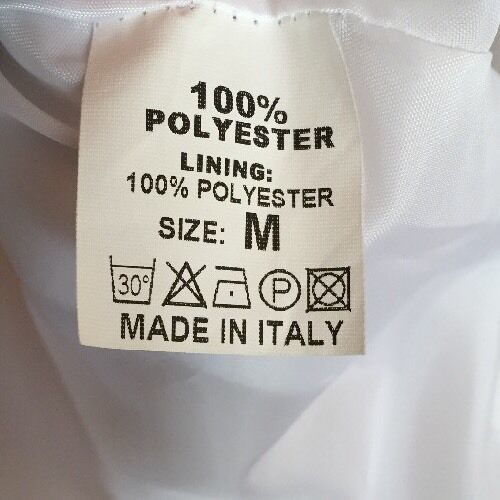 100%
POLYESTER
LINING:
100% POLYESTER
SIZE: M
30° P
MADE IN ITALY